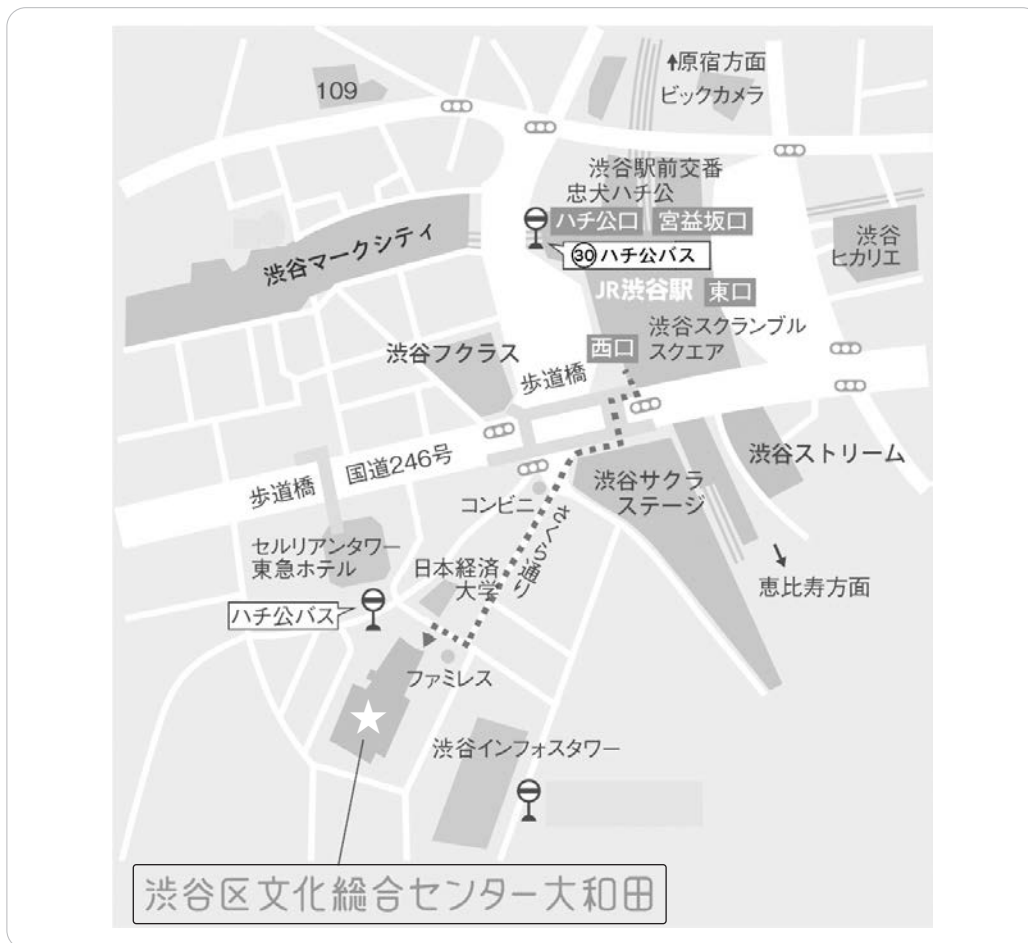 ↑原宿方面
ビックカメラ
109
渋谷駅前交番
忠犬ハチ公
ハチ公口
宮益坂口
㉚ハチ公バス
渋谷マークシティ
渋谷
ヒカリエ
JR渋谷駅
東口
渋谷スクランブル
スクエア
西口
渋谷フクラス
歩道橋
国道246号
歩道橋
渋谷ストリーム
渋谷サクラ
ステージ
コンビニ
さくら通り
セルリアンタワー
東急ホテル
日本経済
大学
恵比寿方面
ハチ公バス
ファミレス
渋谷インフォスタワー
渋谷区文化総合センター大和田